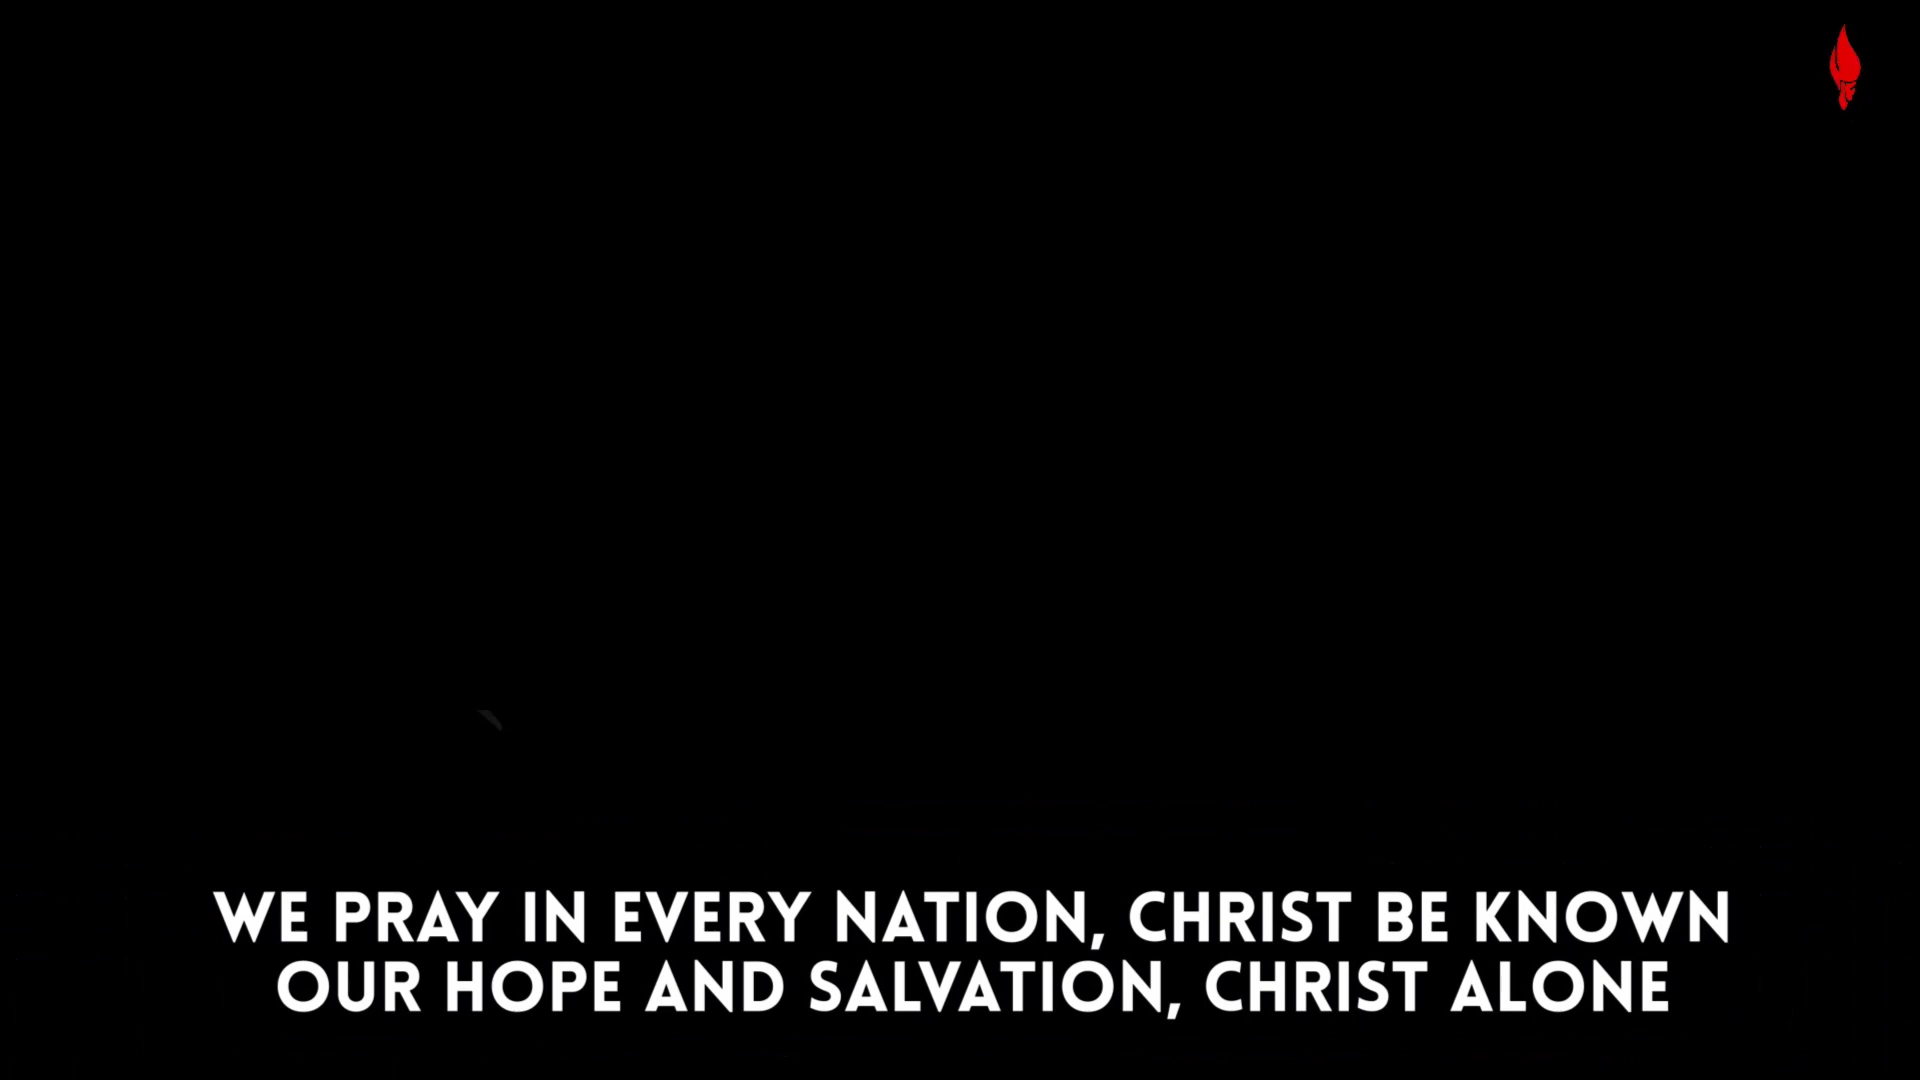 WE PRAY IN EVERY NATION, CHRIST BE KNOWN
OUR HOPE AND SALVATION, CHRIST ALONE